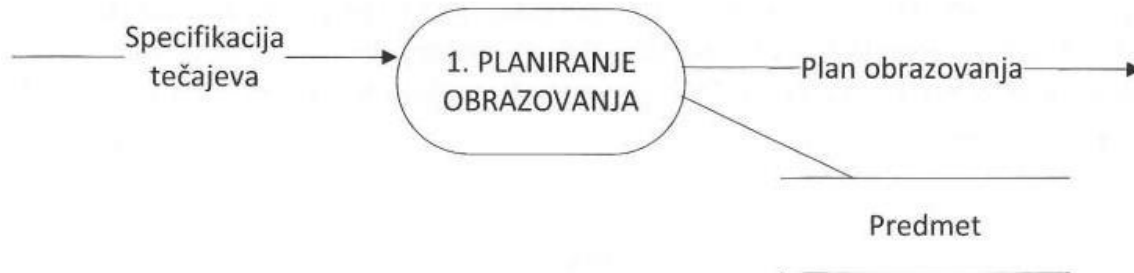 Specifikacija
tečajeva
1. PLANIRANJE
OBRAZOVANJA
Plan obrazovanja
Predmet